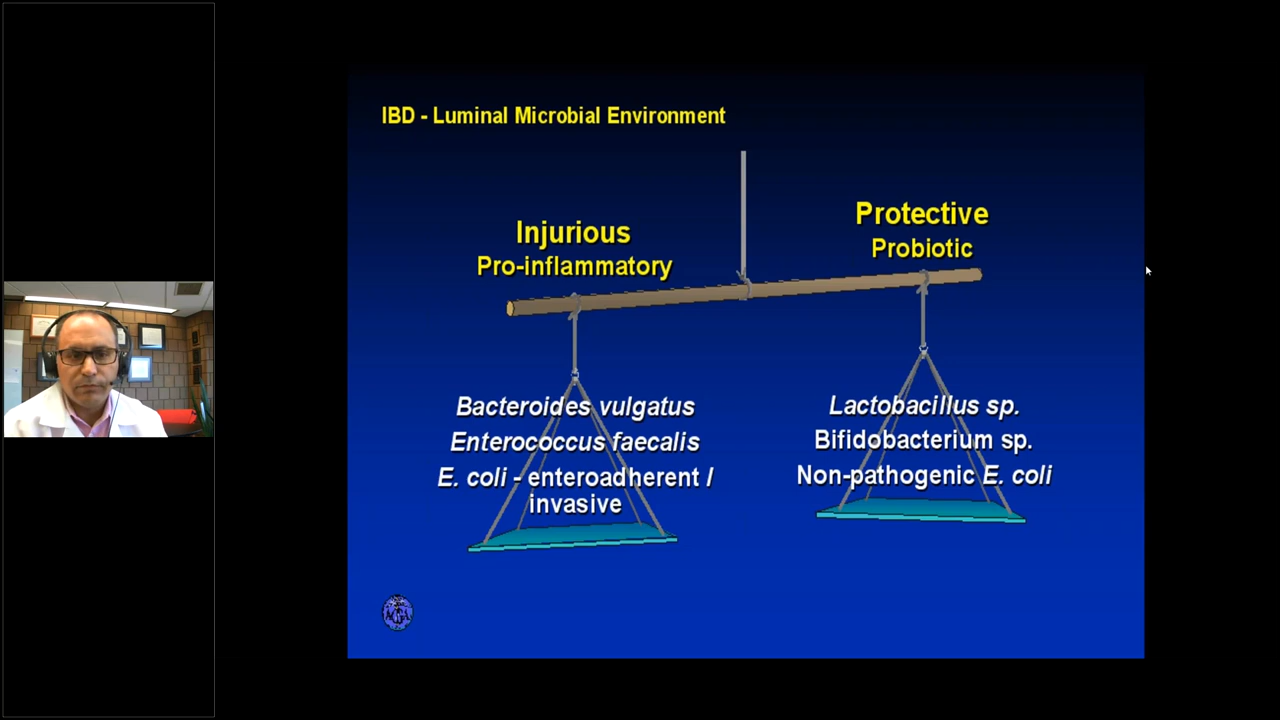 IBD - Luminal Microbial Environment
Injurious
Pro-inflammatory
Protective
Probiotic
Bacteroides vulgatus
Enterococcus faecalis
E. coli - enteroadherent /
invasive
Lactobacillus sp.
Bifidobacterium sp.
Non-pathogenic E. coli